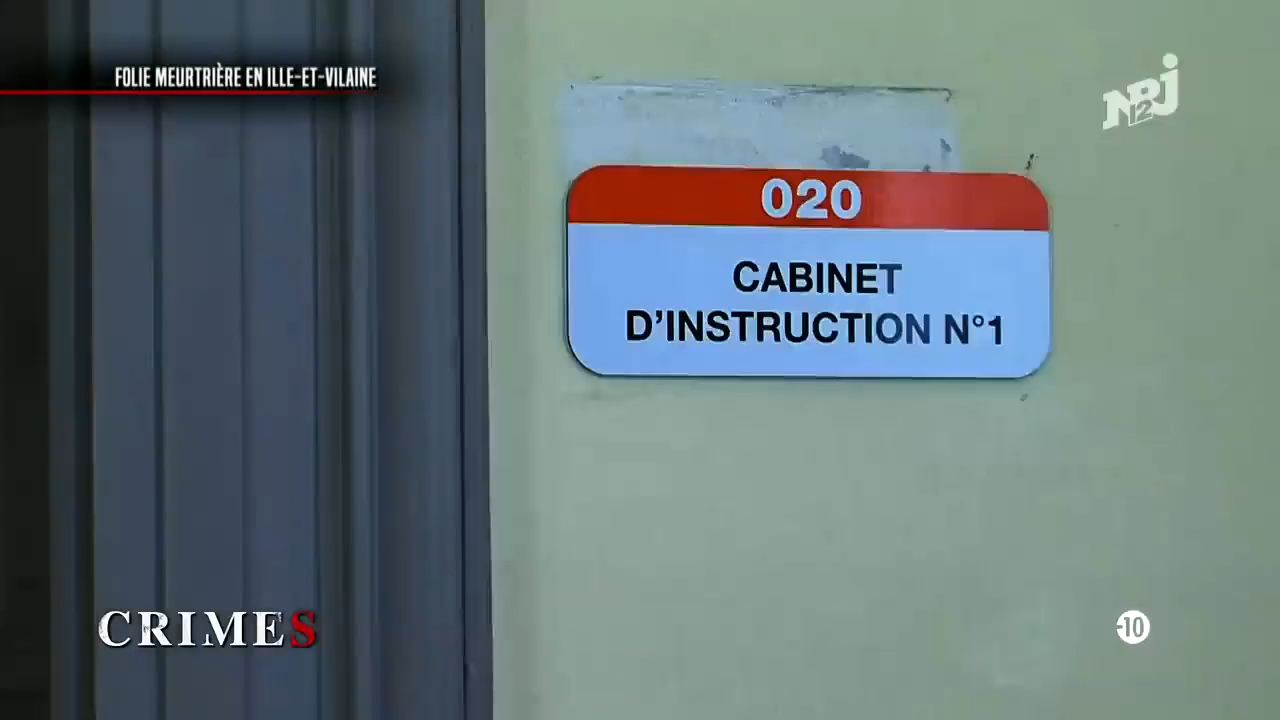 FOLIE MEURTRIÈRE EN ILLE-ET-VILAINE
NRJ 12
020
CABINET
D'INSTRUCTION N°1
CRIMES
-10